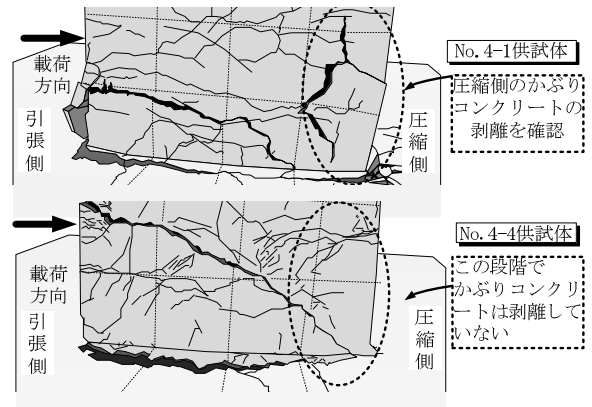 載荷
方向
引
張
側
圧
縮
側
No.4-1供試体
圧縮側のかぶり
コンクリートの
剥離を確認
載荷
方向
引
張
側
圧
縮
側
No.4-4供試体
この段階で
かぶりコンクリ
ートは剥離して
いない